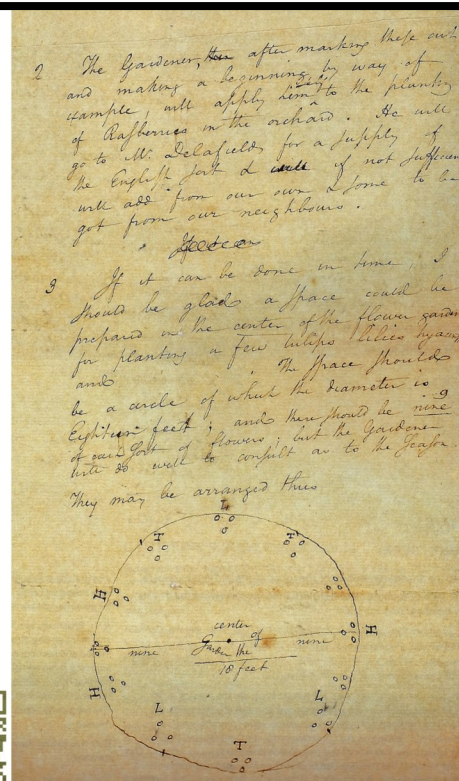 2 The Gardener, after marking these out
and making a beginning by way of
example will apply himself to the planting
of Rasberries in the orchard. He will
go to Mr. Delafields for a supply of
the English sort & if not sufficient
will add from our own & some to be
got from our neighbours.
3 If it can be done in time, I
should be glad a space could be
prepared in the center of the flower garden
for planting a few tulips lilies hyacinths
and . The space should
be a circle of which the diameter is
Eighteen feet; and there should be nine 9
of each sort of flowers; but the Gardener
will do well to consult as to the season
They may be arranged thus
L
T T
H
center
nine Garden of the nine
18 feet
H
H
L L
T